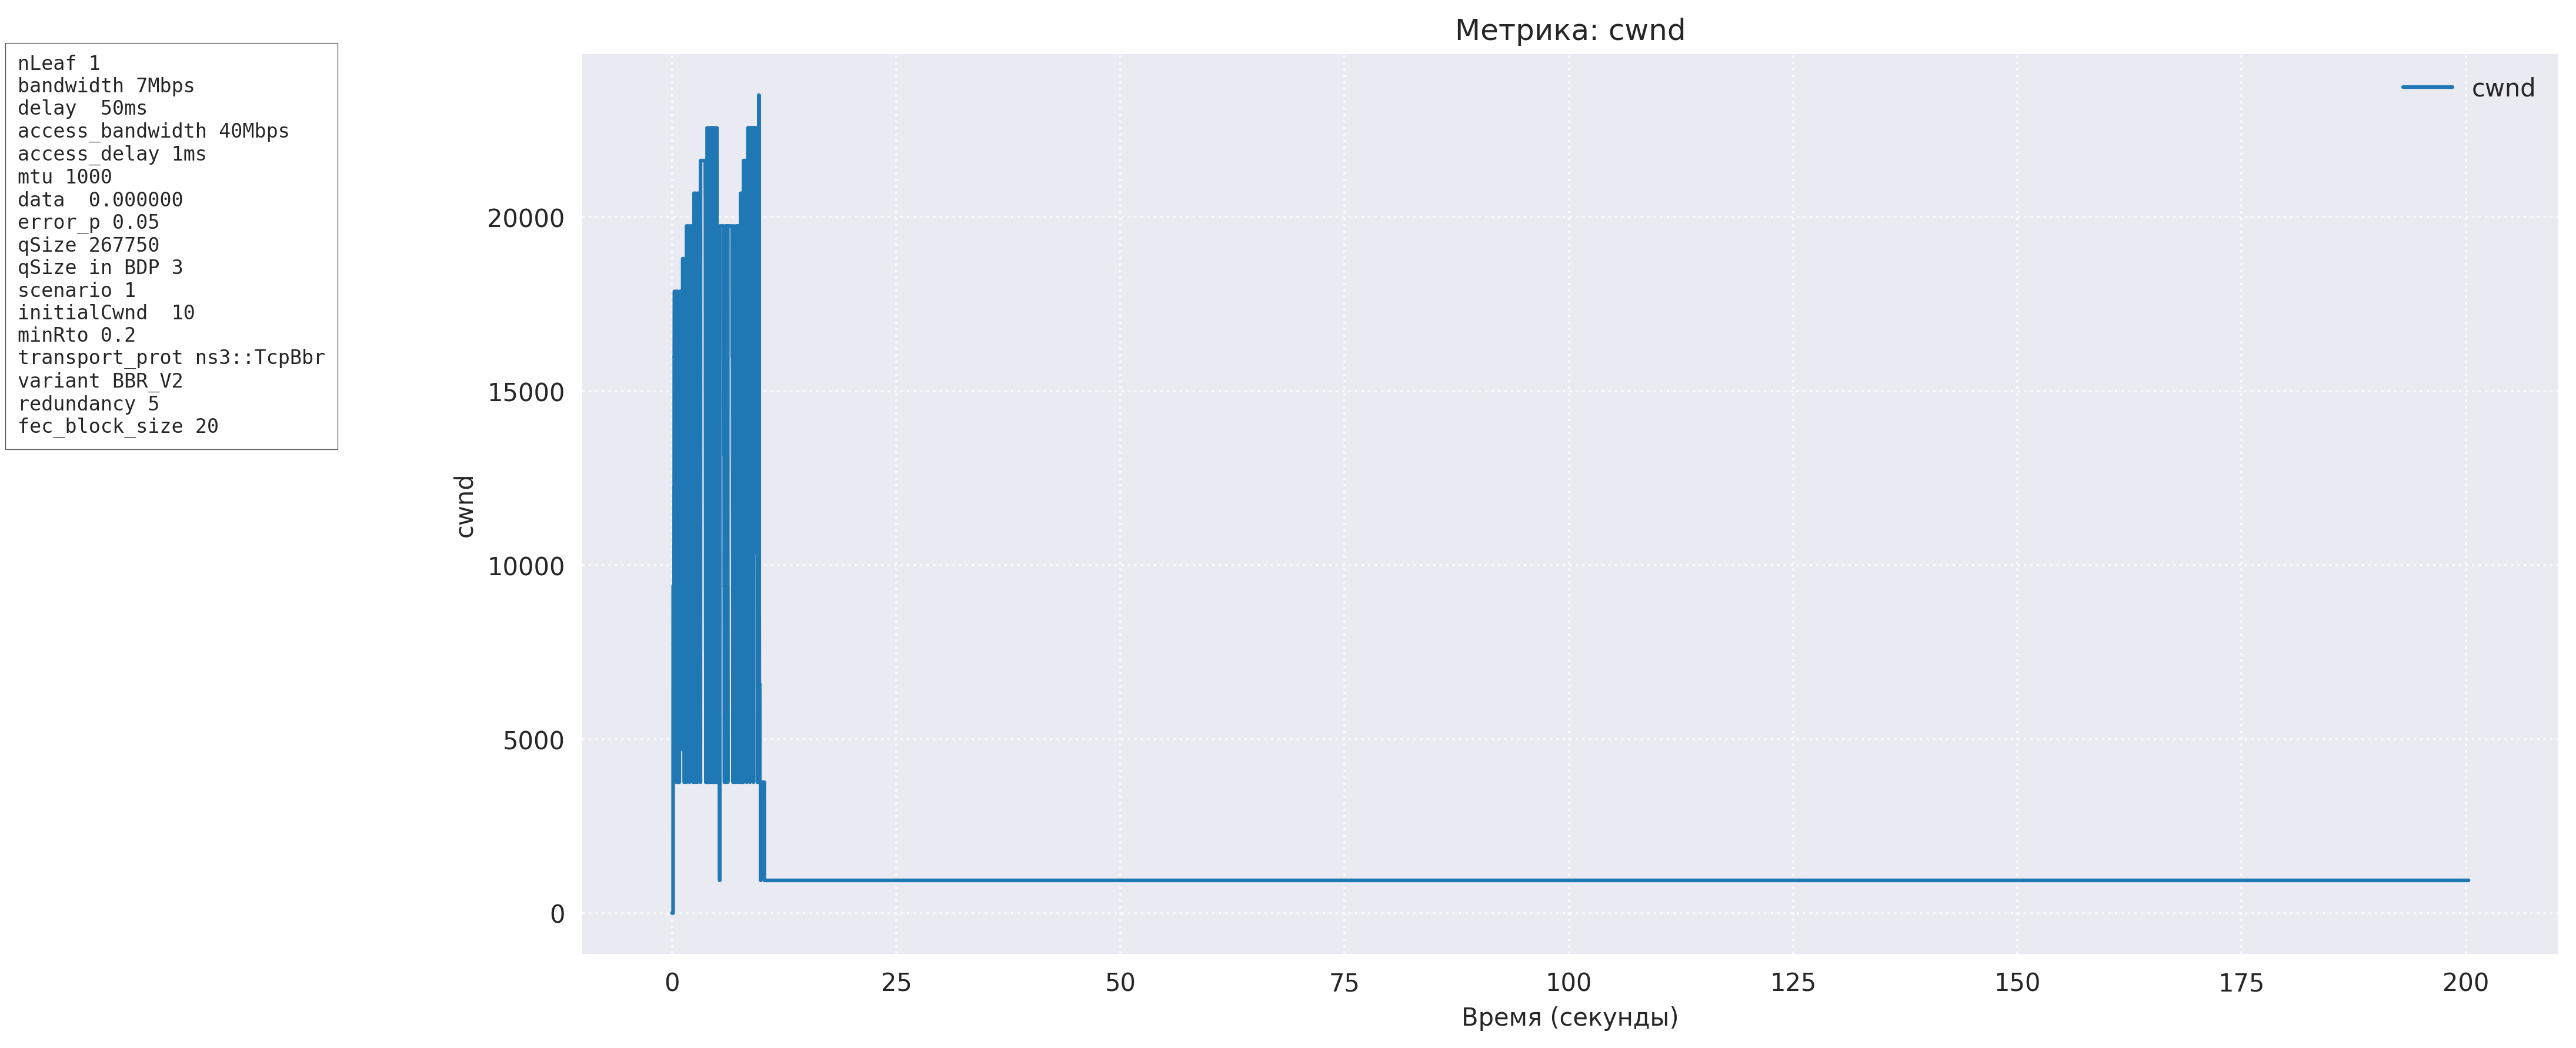 Метрика: cwnd
nLeaf 1
bandwidth 7Mbps
delay  50ms
access_bandwidth 40Mbps
access_delay 1ms
mtu 1000
data  0.000000
error_p 0.05
qSize 267750
qSize in BDP 3
scenario 1
initialCwnd  10
minRto 0.2
transport_prot ns3::TcpBbr
variant BBR_V2
redundancy 5
fec_block_size 20
cwnd
cwnd
20000
15000
10000
5000
0
0 25 50 75 100 125 150 175 200
Время (секунды)